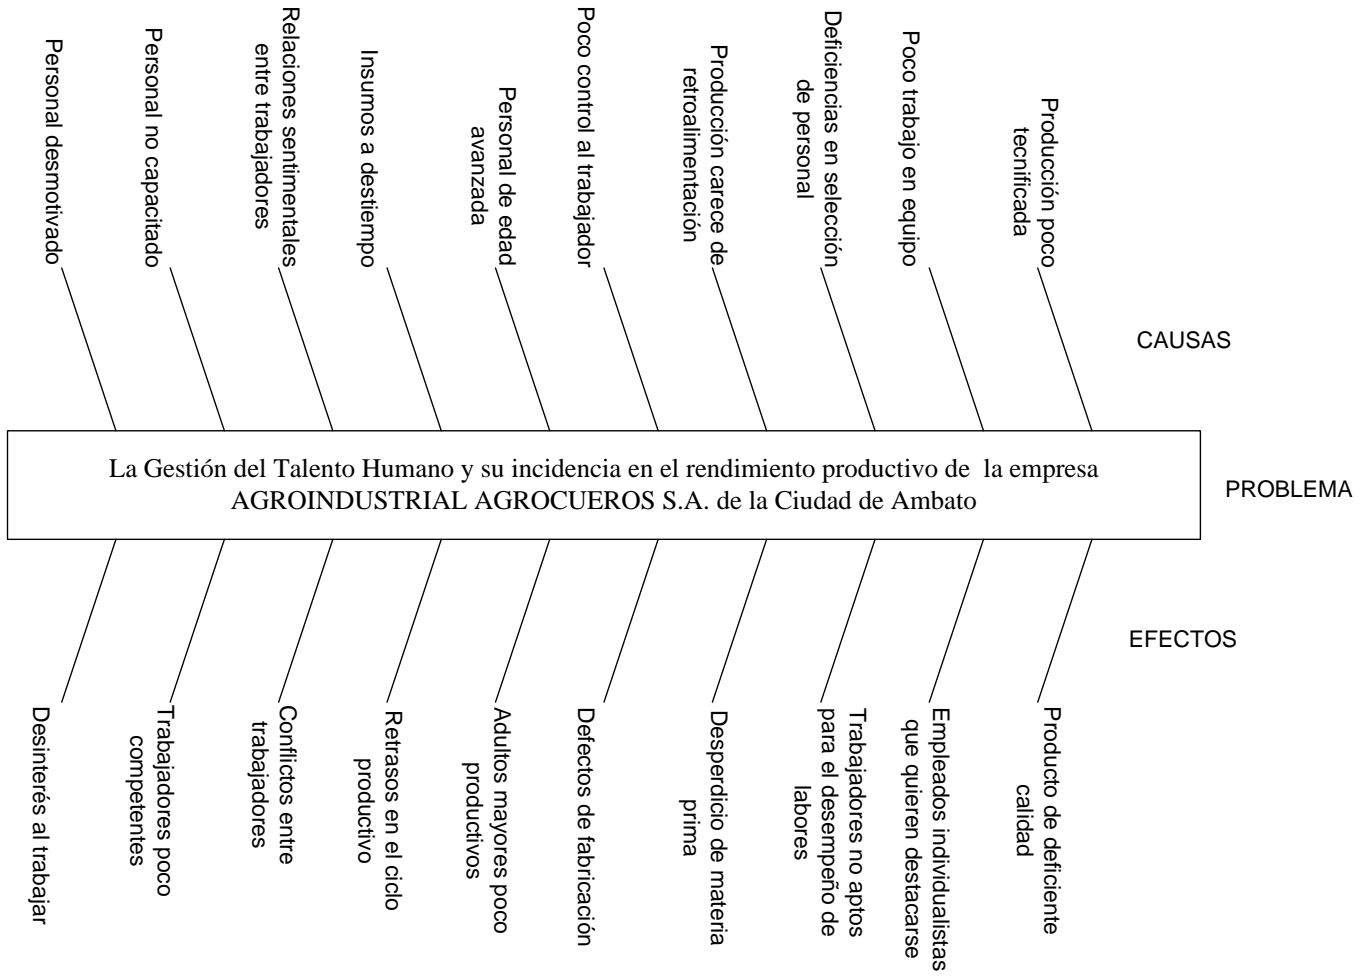 Personal desmotivado
Personal no capacitado
Relaciones sentimentales
entre trabajadores
Insumos a destiempo
Personal de edad
avanzada
Poco control al trabajador
Producción carece de
retroalimentación
Deficiencias en selección
de personal
Poco trabajo en equipo
Producción poco
tecnificada
CAUSAS
La Gestión del Talento Humano y su incidencia en el rendimiento productivo de la empresa
AGROINDUSTRIAL AGROCUEROS S.A. de la Ciudad de Ambato
PROBLEMA
EFECTOS
Desinterés al trabajar
Trabajadores poco
competentes
Conflictos entre
trabajadores
Retrasos en el ciclo
productivo
Adultos mayores poco
productivos
Defectos de fabricación
Desperdicio de materia
prima
Trabajadores no aptos
para el desempeño de
labores
Empleados individualistas
que quieren destacarse
Producto de deficiente
calidad